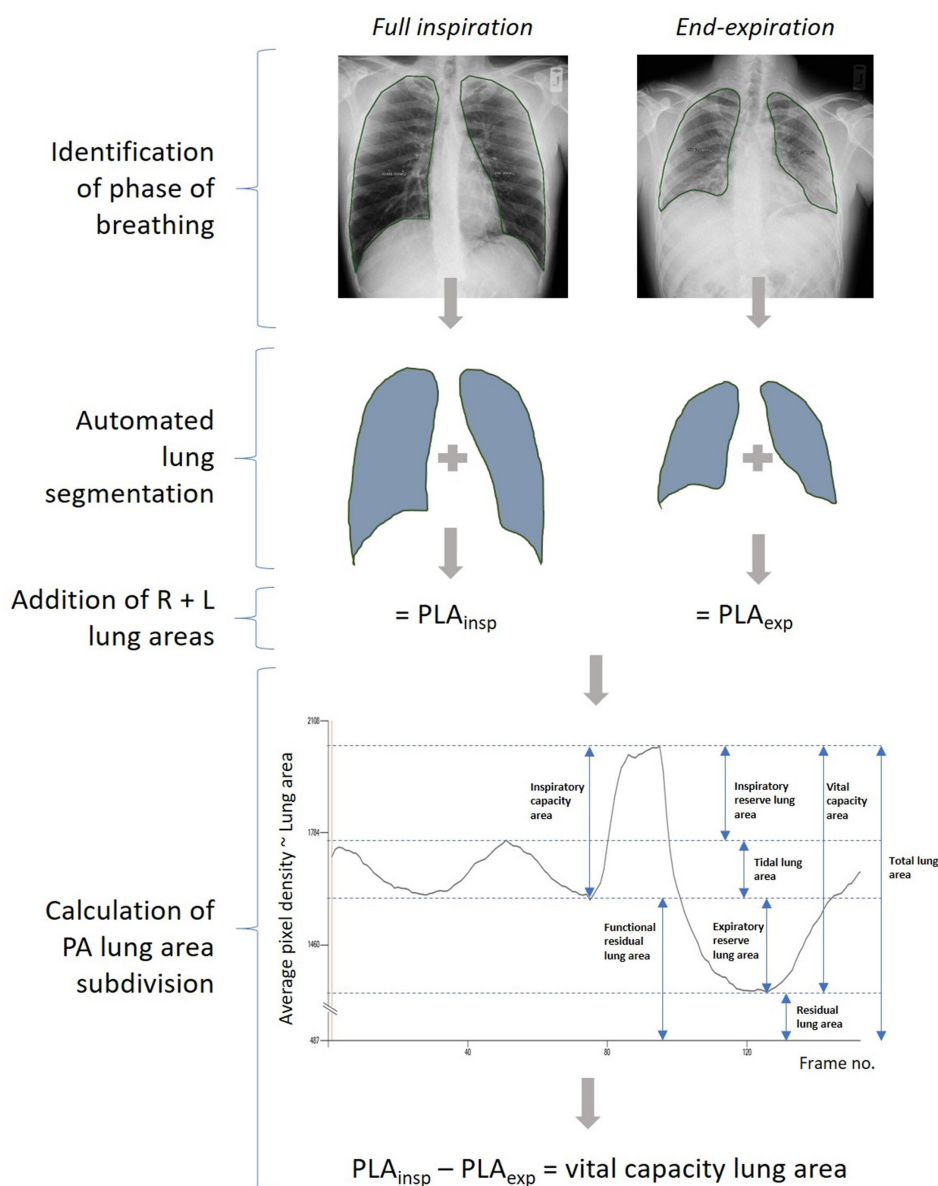 Full inspiration
End-expiration
Identification
of phase of
breathing
Automated
lung
segmentation
Addition of R + L
lung areas
= PLAinsp
= PLAexp
Calculation of
PA lung area
subdivision
Average pixel density ~ Lung area
2108
1784
1460
487
Inspiratory
capacity
area
Inspiratory
reserve lung
area
Vital
capacity
area
Tidal lung
area
Total lung
area
Functional
residual
lung area
Expiratory
reserve
lung area
Residual
lung area
40
80
120
Frame no.
PLAinsp – PLAexp = vital capacity lung area